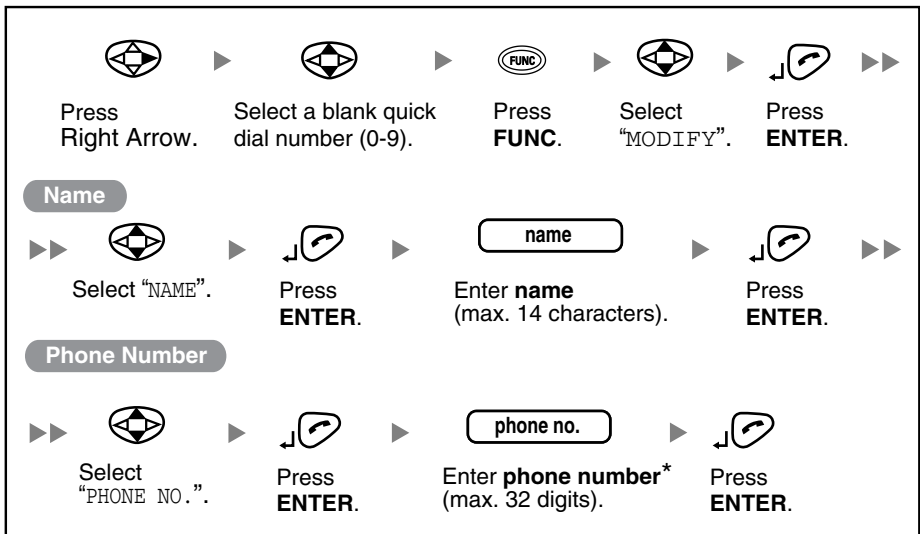 FUNC
Press
Right Arrow.
Select a blank quick
dial number (0-9).
Press
FUNC.
Select
“MODIFY”.
Press
ENTER.
Name
name
Select “NAME”.
Press
ENTER.
Enter name
(max. 14 characters).
Press
ENTER.
Phone Number
phone no.
Select
“PHONE NO.”.
Press
ENTER.
Enter phone number*
(max. 32 digits).
Press
ENTER.